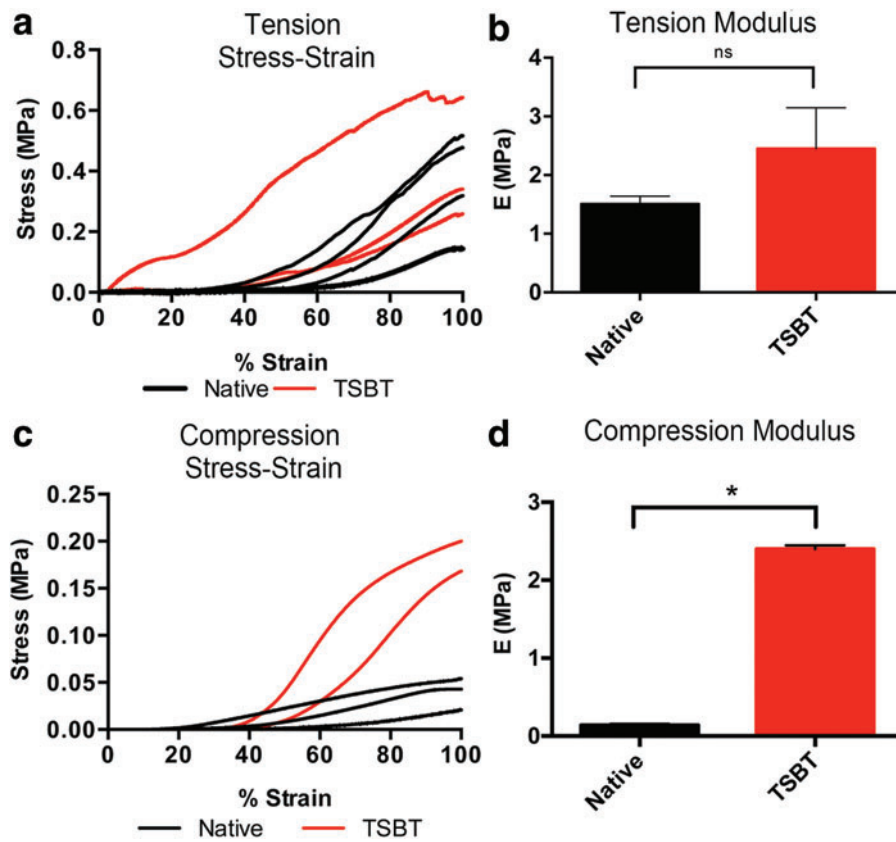 a
Tension
Stress-Strain
0.8
0.6
0.4
0.2
0.0
Stress (MPa)
0 20 40 60 80 100
% Strain
Native TSBT
b
Tension Modulus
ns
4
3
2
1
0
E (MPa)
Native
TSBT
c
Compression
Stress-Strain
0.25
0.20
0.15
0.10
0.05
0.00
Stress (MPa)
0 20 40 60 80 100
% Strain
Native TSBT
d
Compression Modulus
*
3
2
1
0
E (MPa)
Native
TSBT